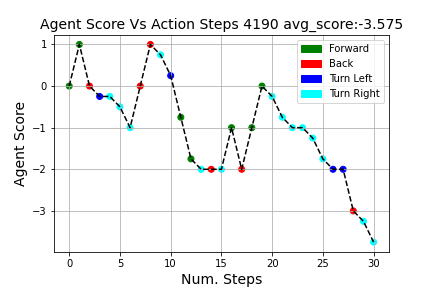 Agent Score Vs Action Steps 4190 avg_score:-3.575
Forward
Back
Turn Left
Turn Right
Agent Score
1
0
−1
−2
−3
0
5
10
15
20
25
30
Num. Steps